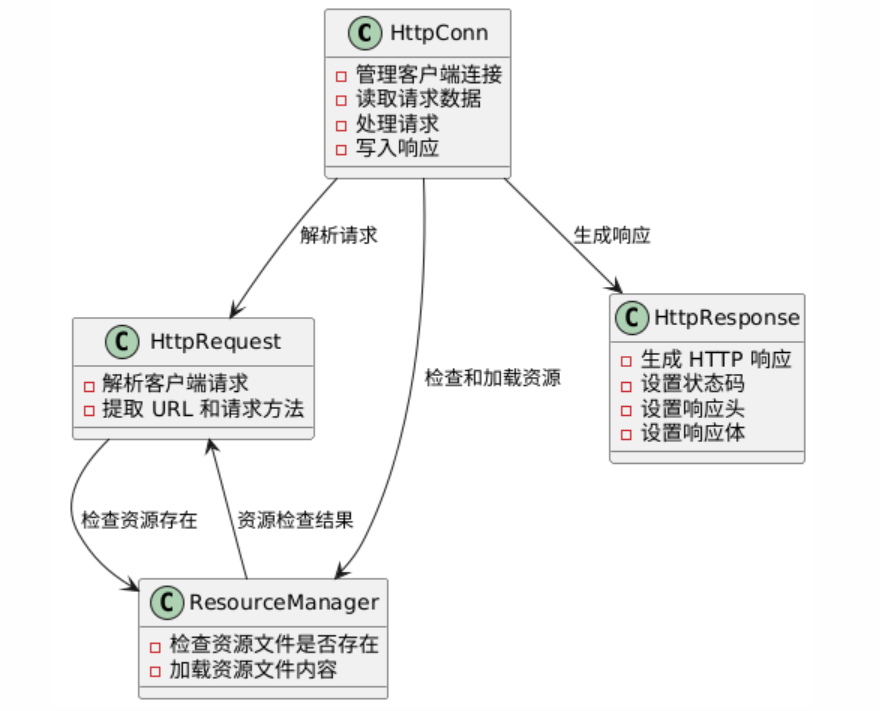 C HttpConn
管理客户端连接
读取请求数据
处理请求
写入响应
解析请求
生成响应
C HttpRequest
解析客户端请求
提取 URL 和请求方法
检查和加载资源
C HttpResponse
生成 HTTP 响应
设置状态码
设置响应头
设置响应体
检查资源存在
资源检查结果
C ResourceManager
检查资源文件是否存在
加载资源文件内容